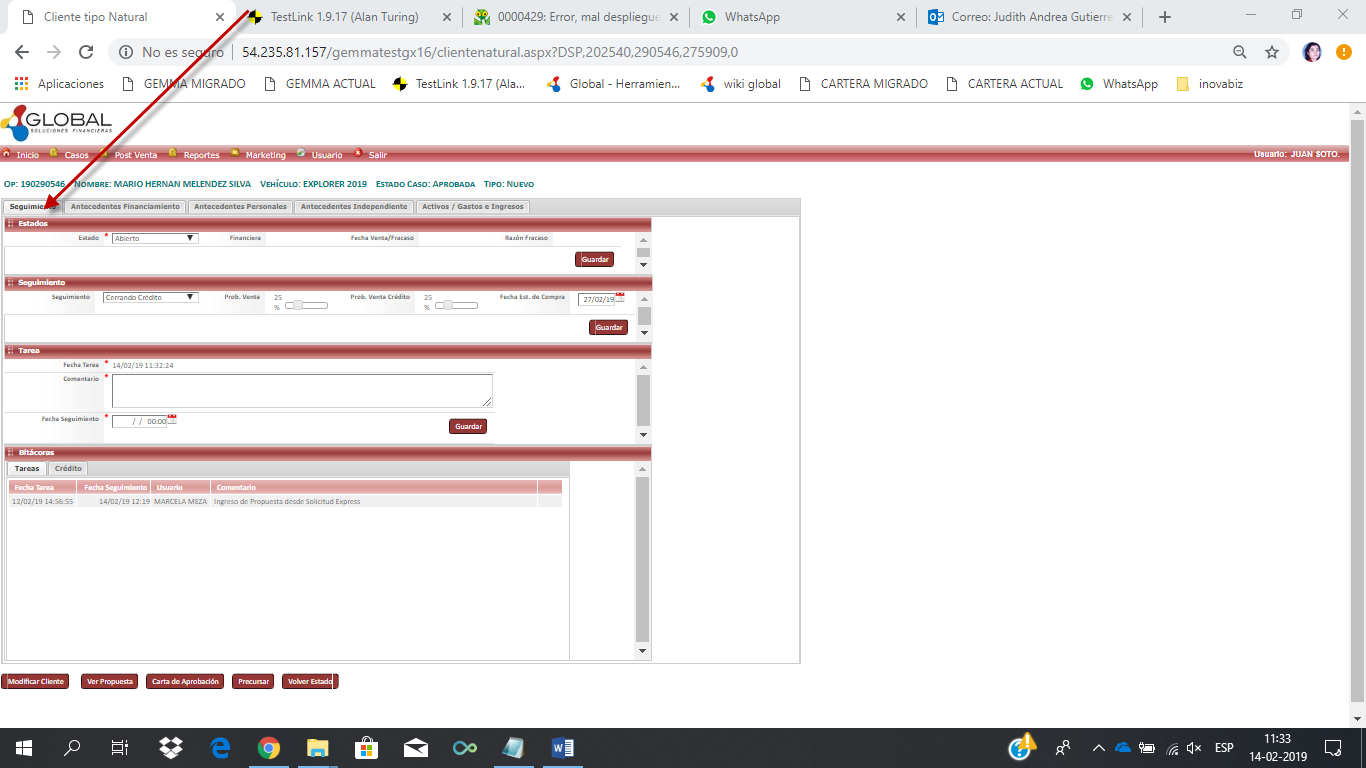 Cliente tipo Natural
TestLink 1.9.17 (Alan Turing)
0000429: Error, mal despliegue
WhatsApp
Correo: Judith Andrea Gutierre
No es seguro
54.235.81.157/gemmatestgx16/clientenatural.aspx?DSP,202540,290546,275909,0
Aplicaciones
GEMMA MIGRADO
GEMMA ACTUAL
TestLink 1.9.17 (Ala...
Global - Herramien...
wiki global
CARTERA MIGRADO
CARTERA ACTUAL
WhatsApp
inovabiz
GLOBAL
SOLUCIONES FINANCIERAS
Inicio Casos Post Venta Reportes Marketing Usuario Salir
Usuario: JUAN SOTO.
OP: 190290546 NOMBRE: MARIO HERNAN MELENDEZ SILVA VEHÍCULO: EXPLORER 2019 ESTADO CASO: APROBADA TIPO: NUEVO
Seguimiento Antecedentes Financiamiento Antecedentes Personales Antecedentes Independiente Activos / Gastos e Ingresos
Estados
Estado * Abierto Financiera Fecha Venta/Fracaso Razón Fracaso
Guardar
Seguimiento
Seguimiento Cerrando Crédito Prob. Venta 25 % Prob. Venta Crédito 25 % Fecha Est. de Compra 27/02/19
Guardar
Tarea
Fecha Tarea * 14/02/19 11:32:24
Comentario *
Fecha Seguimiento * / / 00:00
Guardar
Bitácoras
Tareas Crédito
Fecha Tarea Fecha Seguimiento Usuario Comentario
12/02/19 14:56:55 14/02/19 12:19 MARCELA MEZA Ingreso de Propuesta desde Solicitud Express
Modificar Cliente Ver Propuesta Carta de Aprobación Precursar Volver Estado
ESP
11:33
14-02-2019